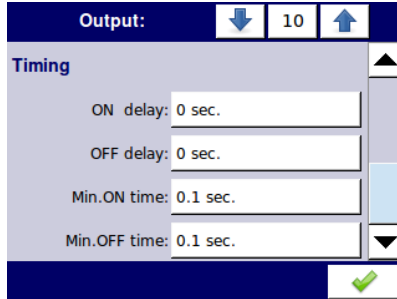 Output: 10
Timing
ON delay: 0 sec.
OFF delay: 0 sec.
Min.ON time: 0.1 sec.
Min.OFF time: 0.1 sec.